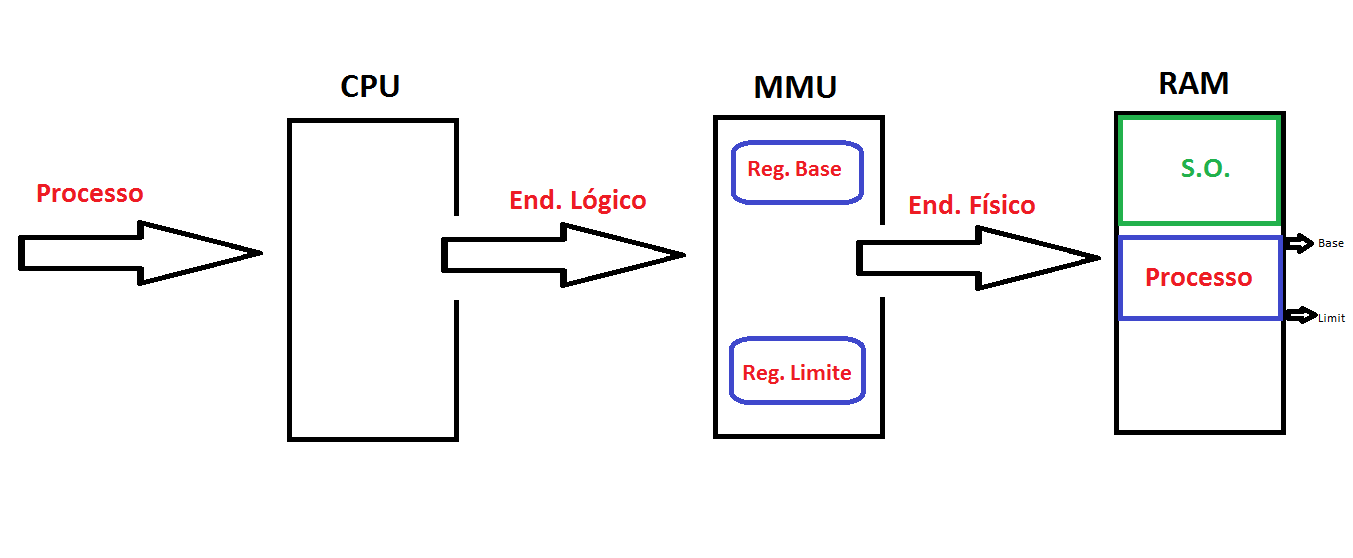 CPU
MMU
RAM
Processo
End. Lógico
Reg. Base
End. Físico
S.O.
Base
Processo
Limit
Reg. Limite